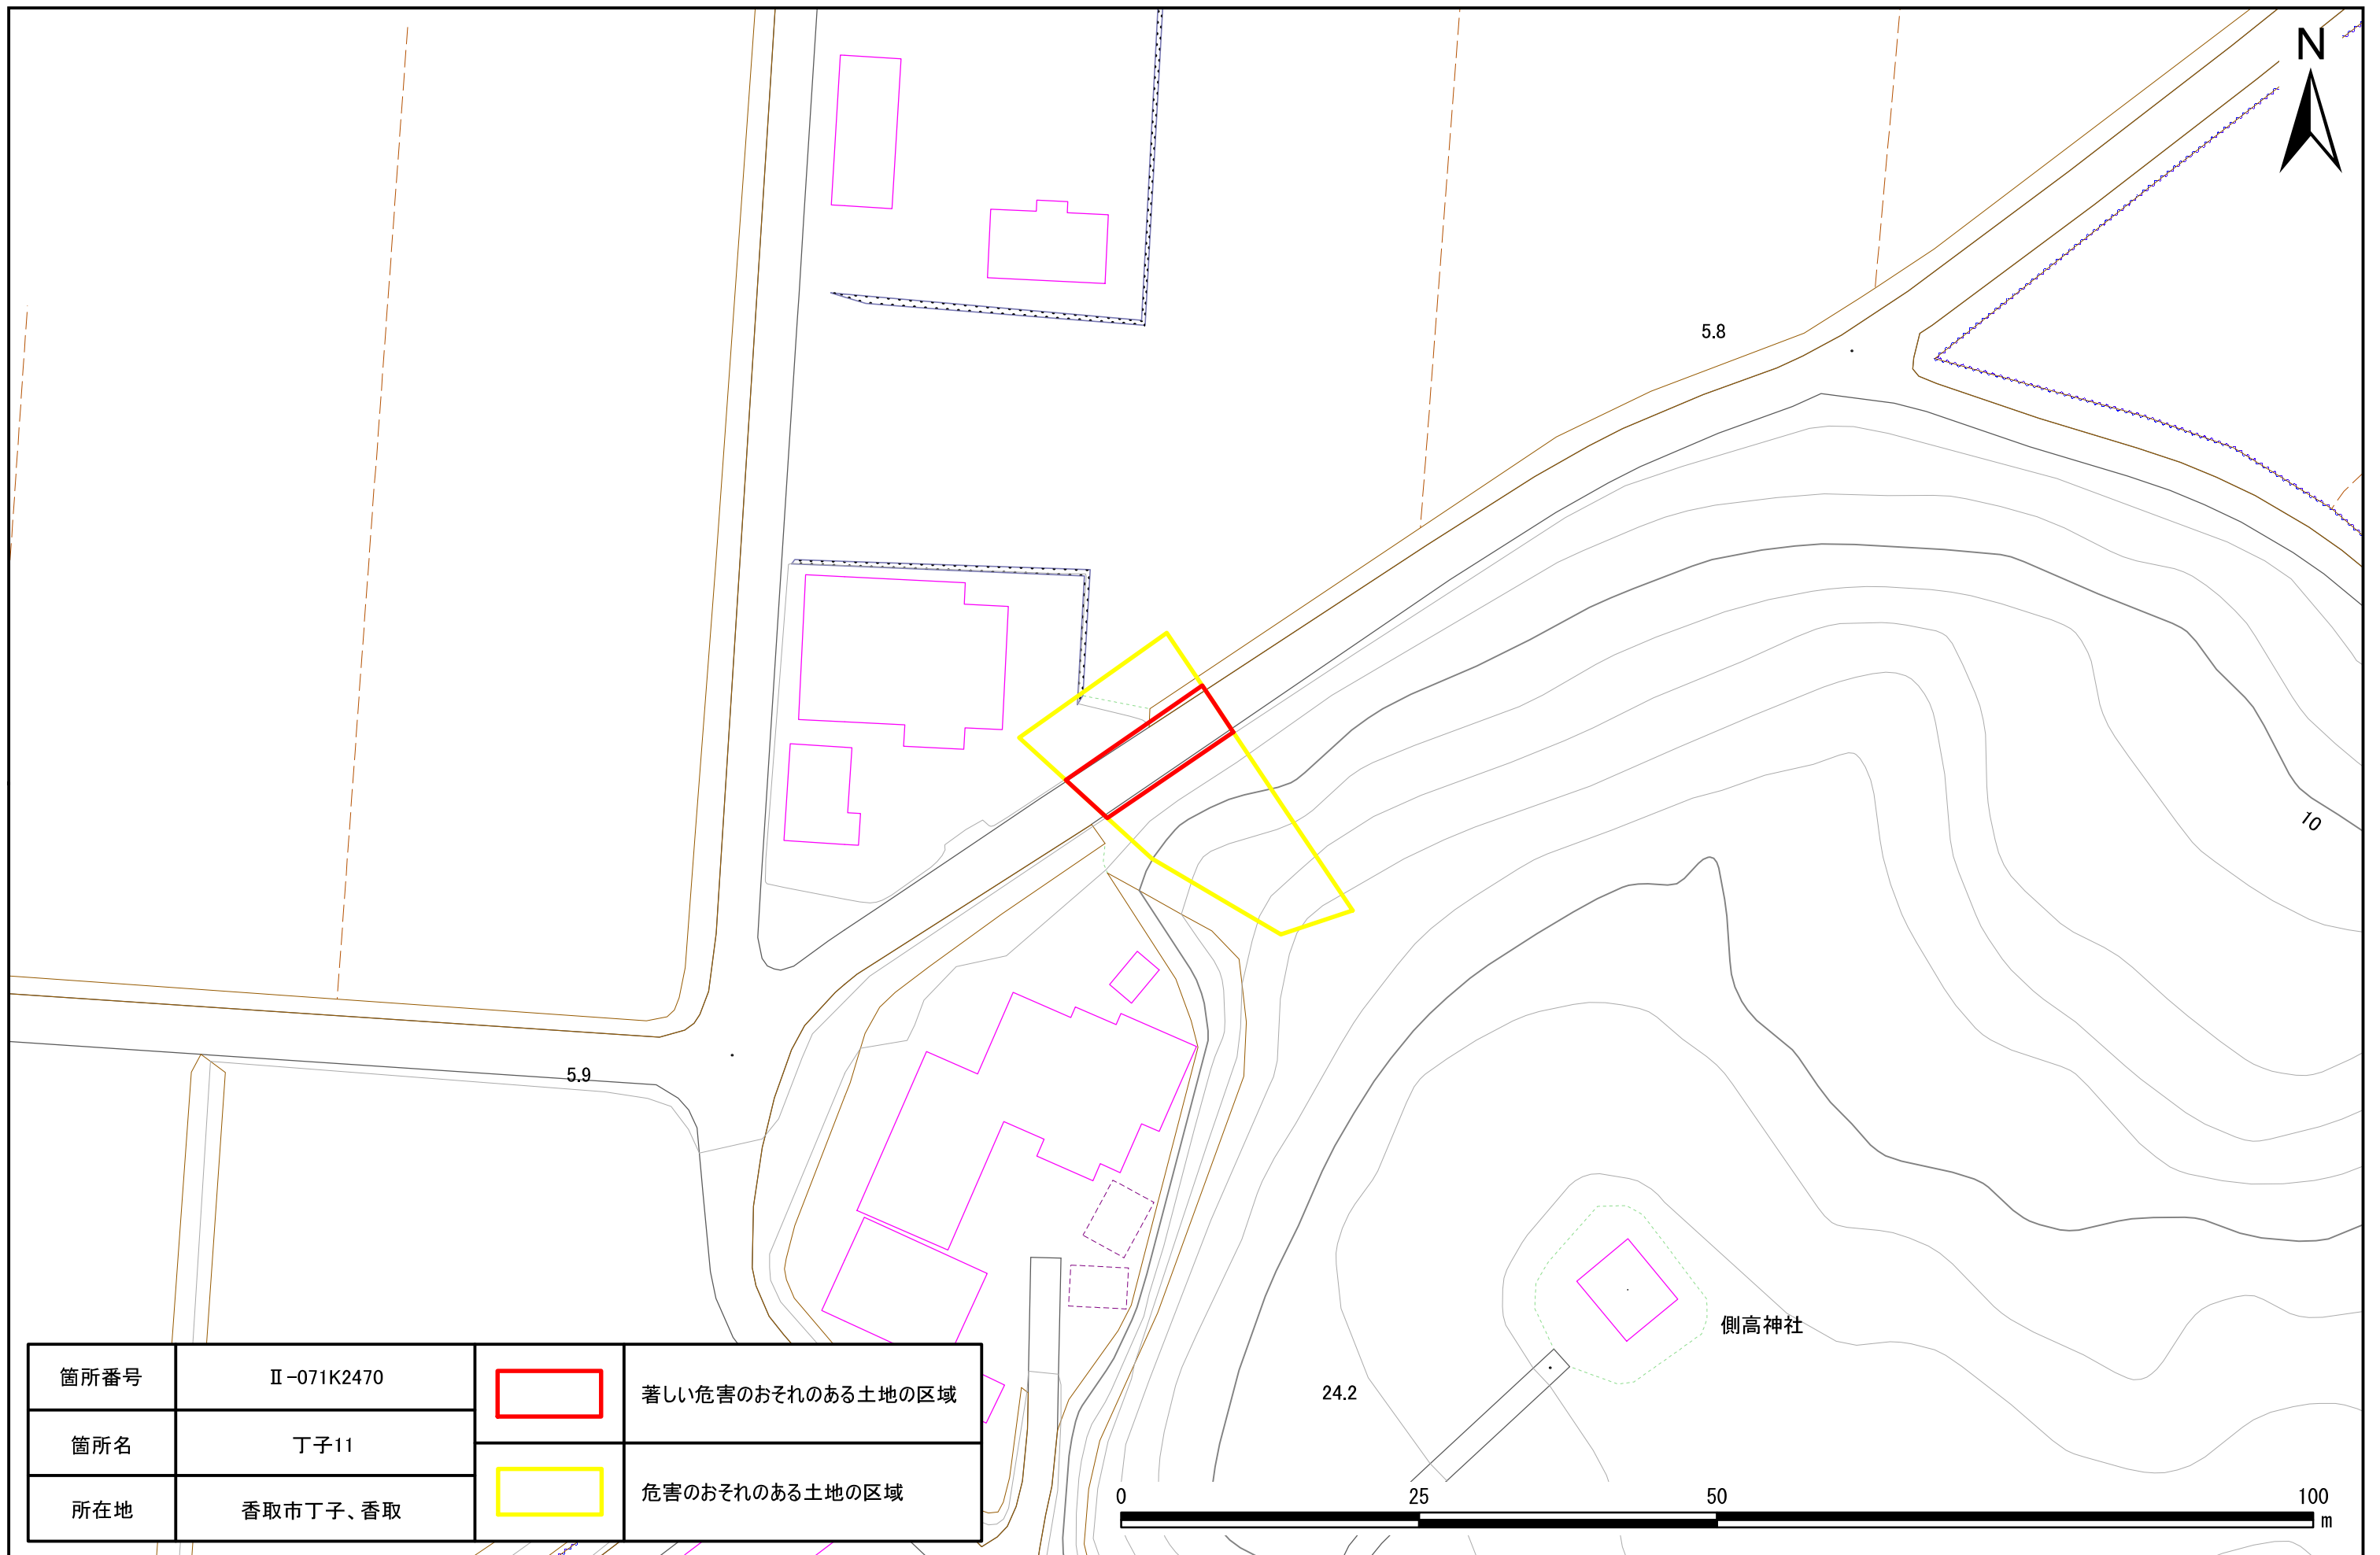 N
5.8
10
5.9
側高神社
24.2
箇所番号 Ⅱ-071K2470
箇所名 丁子11
所在地 香取市丁子、香取
著しい危害のおそれのある土地の区域
危害のおそれのある土地の区域
0 25 50 100
m